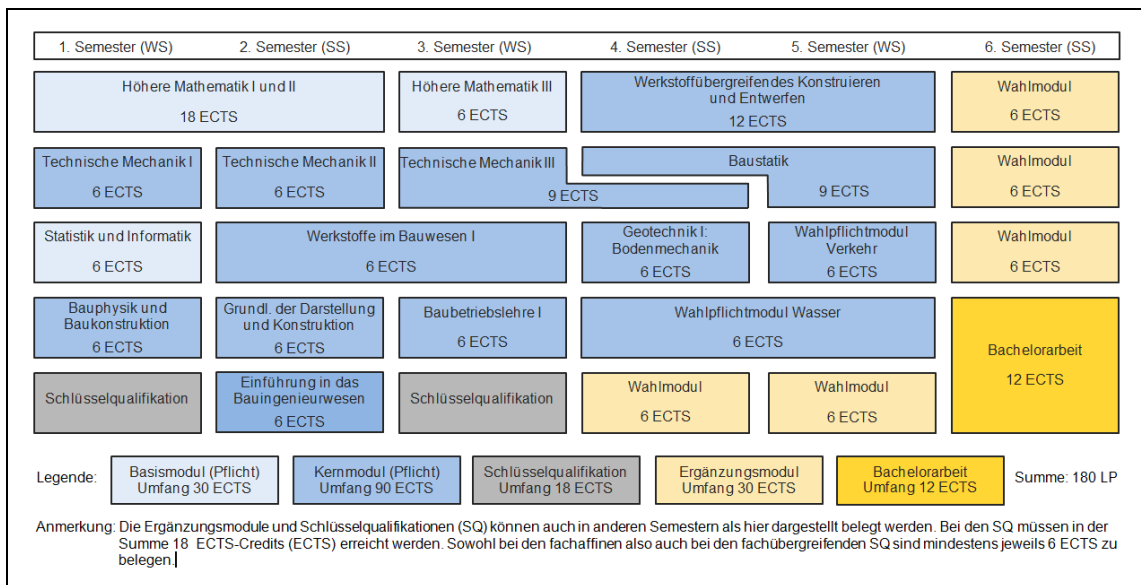 1. Semester (WS) 2. Semester (SS) 3. Semester (WS) 4. Semester (SS) 5. Semester (WS) 6. Semester (SS)
Höhere Mathematik I und II
18 ECTS
Höhere Mathematik III
6 ECTS
Werkstoffübergreifendes Konstruieren
und Entwerfen
12 ECTS
Wahlmodul
6 ECTS
Technische Mechanik I
6 ECTS
Technische Mechanik II
6 ECTS
Technische Mechanik III
9 ECTS
Baustatik
9 ECTS
Wahlmodul
6 ECTS
Statistik und Informatik
6 ECTS
Werkstoffe im Bauwesen I
6 ECTS
Geotechnik I:
Bodenmechanik
6 ECTS
Wahlpflichtmodul
Verkehr
6 ECTS
Wahlmodul
6 ECTS
Bauphysik und
Baukonstruktion
6 ECTS
Grundl. der Darstellung
und Konstruktion
6 ECTS
Baubetriebslehre I
6 ECTS
Wahlpflichtmodul Wasser
6 ECTS
Bachelorarbeit
12 ECTS
Schlüsselqualifikation
Einführung in das
Bauingenieurwesen
6 ECTS
Schlüsselqualifikation
Wahlmodul
6 ECTS
Wahlmodul
6 ECTS
Legende:
Basismodul (Pflicht)
Umfang 30 ECTS
Kernmodul (Pflicht)
Umfang 90 ECTS
Schlüsselqualifikation
Umfang 18 ECTS
Ergänzungsmodul
Umfang 30 ECTS
Bachelorarbeit
Umfang 12 ECTS
Summe: 180 LP
Anmerkung: Die Ergänzungsmodule und Schlüsselqualifikationen (SQ) können auch in anderen Semestern als hier dargestellt belegt werden. Bei den SQ müssen in der
Summe 18 ECTS-Credits (ECTS) erreicht werden. Sowohl bei den fachaffinen also auch bei den fachübergreifenden SQ sind mindestens jeweils 6 ECTS zu
belegen.